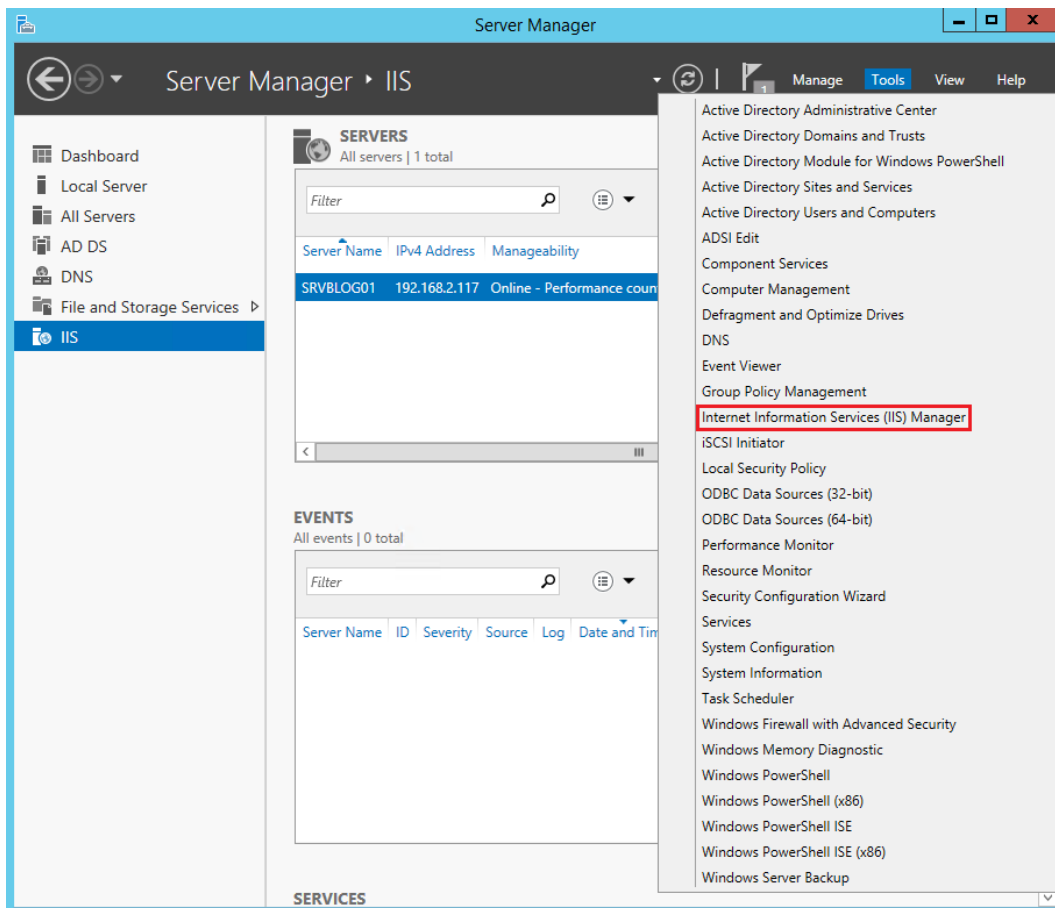 Server Manager
Server Manager ‣ IIS
1
Manage Tools View Help
Dashboard
Local Server
All Servers
AD DS
DNS
File and Storage Services
IIS
SERVERS
All servers | 1 total
Filter
Server Name IPv4 Address Manageability
SRVBLOG01 192.168.2.117 Online - Performance coun
EVENTS
All events | 0 total
Filter
Server Name ID Severity Source Log Date and Tim
SERVICES
Active Directory Administrative Center
Active Directory Domains and Trusts
Active Directory Module for Windows PowerShell
Active Directory Sites and Services
Active Directory Users and Computers
ADSI Edit
Component Services
Computer Management
Defragment and Optimize Drives
DNS
Event Viewer
Group Policy Management
Internet Information Services (IIS) Manager
iSCSI Initiator
Local Security Policy
ODBC Data Sources (32-bit)
ODBC Data Sources (64-bit)
Performance Monitor
Resource Monitor
Security Configuration Wizard
Services
System Configuration
System Information
Task Scheduler
Windows Firewall with Advanced Security
Windows Memory Diagnostic
Windows PowerShell
Windows PowerShell (x86)
Windows PowerShell ISE
Windows PowerShell ISE (x86)
Windows Server Backup